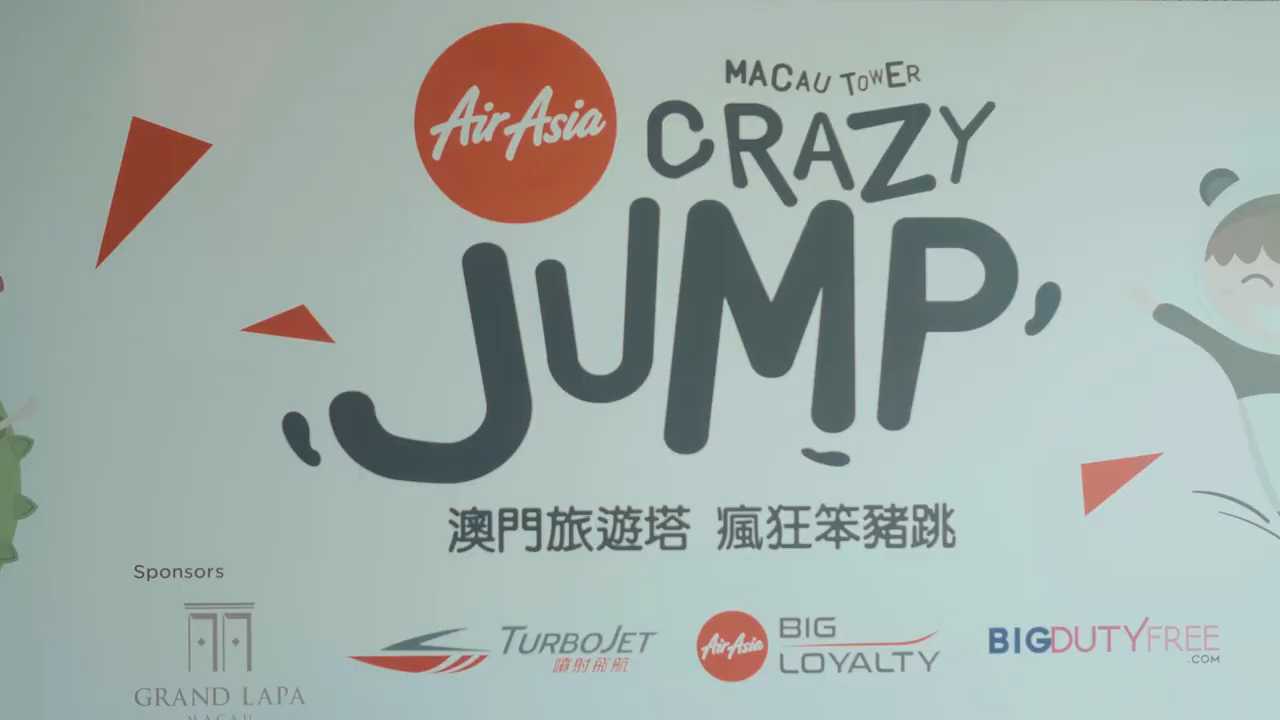 AirAsia
MACAU TOWER
CRAZY
JUMP
澳門旅遊塔 瘋狂笨豬跳
Sponsors
GRAND LAPA
MACAU
TURBOJET
噴射飛航
AirAsia
BIG
LOYALTY
BIGDUTYFREE
.COM